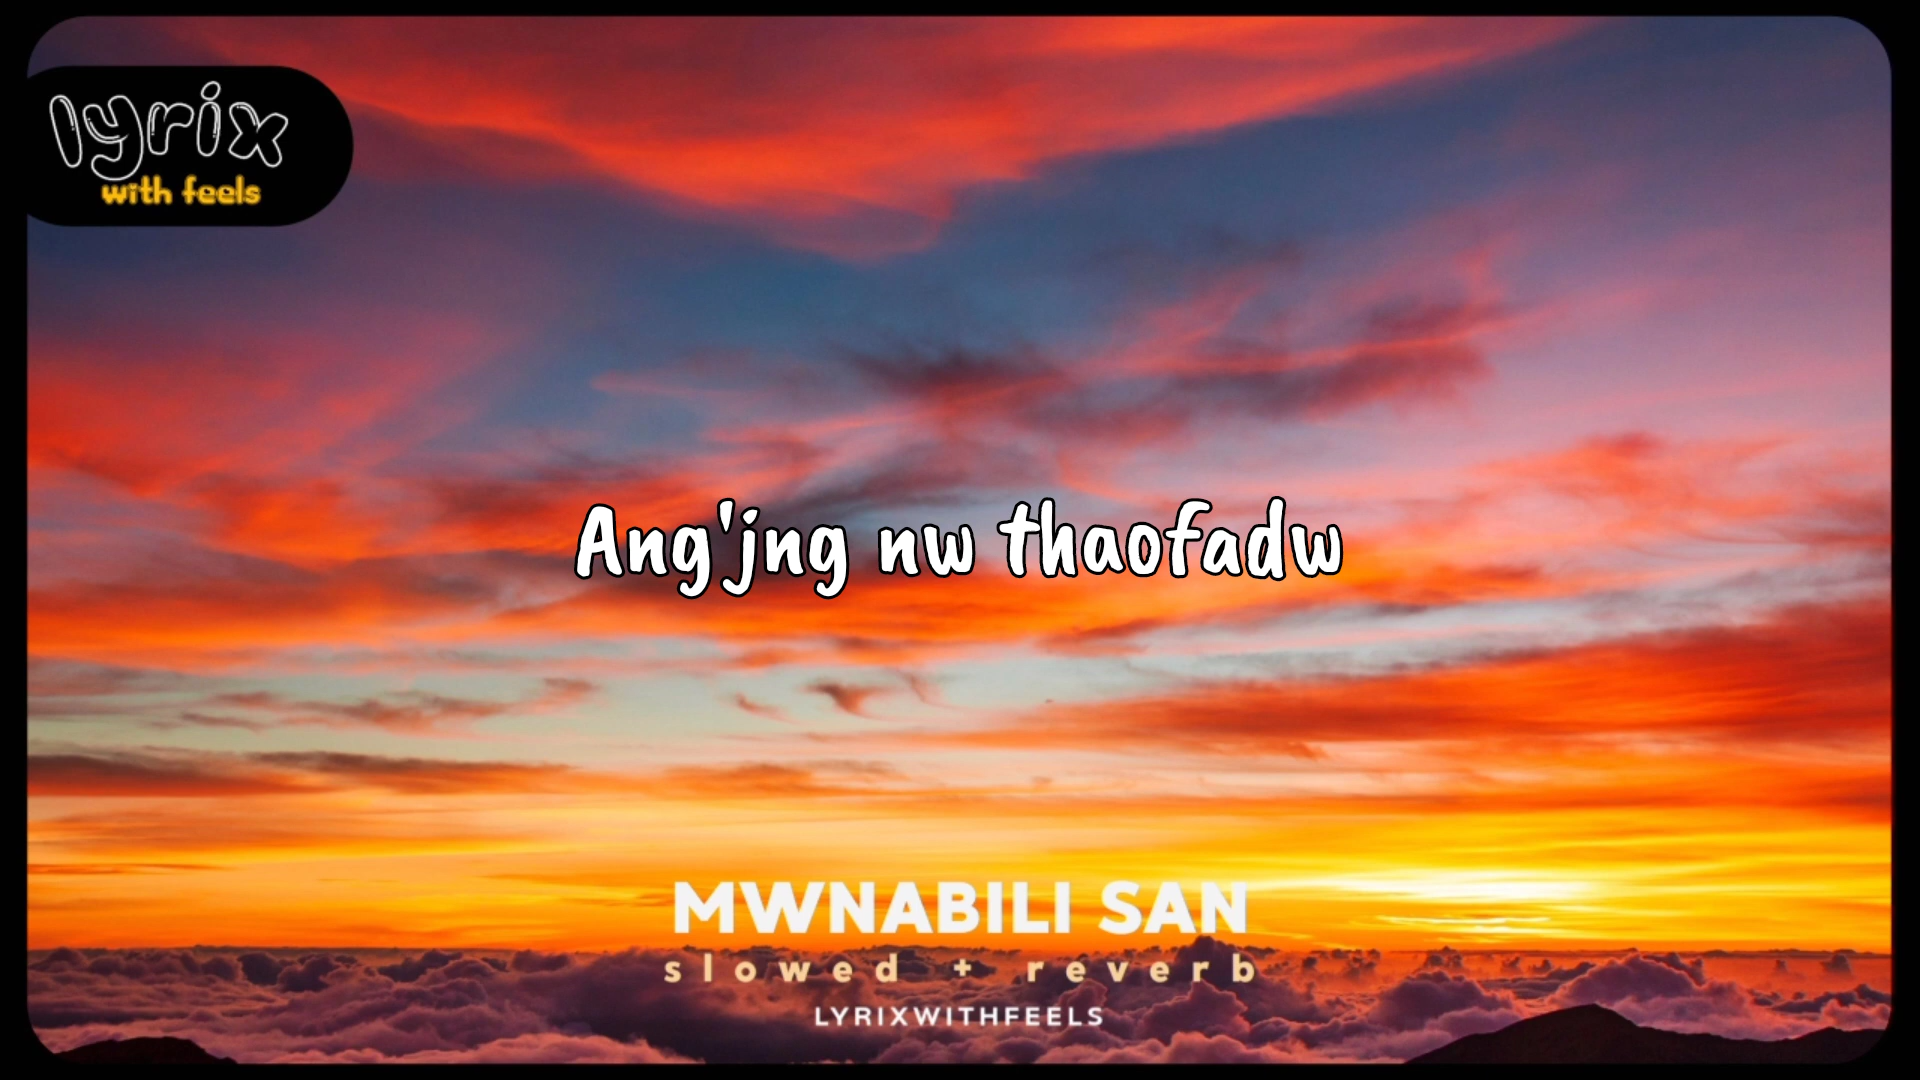 lyrix
with feels
Ang'jng nw thaofadw
MWNABILI SAN
slowed + reverb
LYRIXWITHFEELS